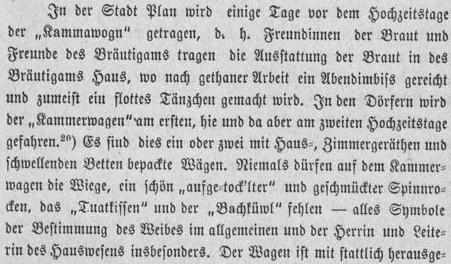 In der Stadt Plan wird einige Tage vor dem Hochzeitstage
der „Kammawogn“ getragen, d. h. Freundinnen der Braut und
Freunde des Bräutigams tragen die Ausstattung der Braut in des
Bräutigams Haus, wo nach gethaner Arbeit ein Abendimbiss gereicht
und zumeist ein flottes Tänzchen gemacht wird. In den Dörfern wird
der „Kammerwagen“ am ersten, hie und da aber am zweiten Hochzeitstage
gefahren.²ᵃ) Es sind dies ein oder zwei mit Haus-, Zimmergeräthen und
schwellenden Betten bepackte Wägen. Niemals dürfen auf dem Kammer-
wagen die Wiege, ein schön „aufge-tock'lter“ und geschmückter Spinnro-
cken, das „Tuatkissen“ und der „Bachküwl“ fehlen — alles Symbole
der Bestimmung des Weibes im allgemeinen und der Herrin und Leite-
rin des Hauswesens insbesonders. Der Wagen ist mit stattlich herausge-